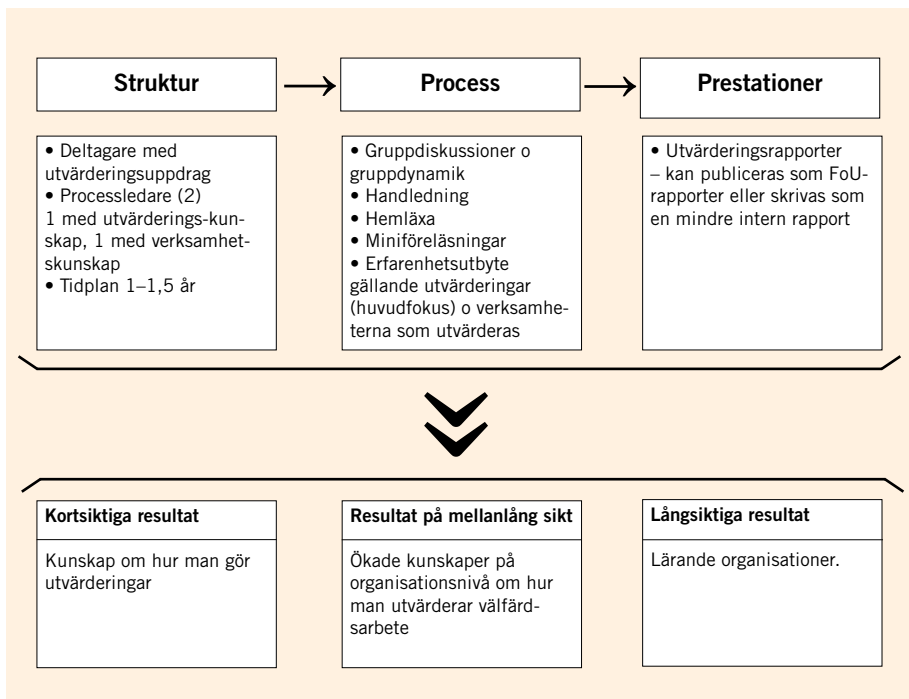 Struktur
Process
Prestationer
• Deltagare med
utvärderingsuppdrag
• Processledare (2)
1 med utvärderings-kun-
skap, 1 med verksamhet-
skunskap
• Tidplan 1–1,5 år
• Gruppdiskussioner o
gruppdynamik
• Handledning
• Hemläxa
• Miniföreläsningar
• Erfarenhetsutbyte
gällande utvärderingar
(huvudfokus) o verksamhe-
terna som utvärderas
• Utvärderingsrapporter
– kan publiceras som FoU-
rapporter eller skrivas som
en mindre intern rapport
Kortsiktiga resultat
Kunskap om hur man gör
utvärderingar
Resultat på mellanlång sikt
Ökade kunskaper på
organisationsnivå om hur
man utvärderar välfärd-
sarbete
Långsiktiga resultat
Lärande organisationer.